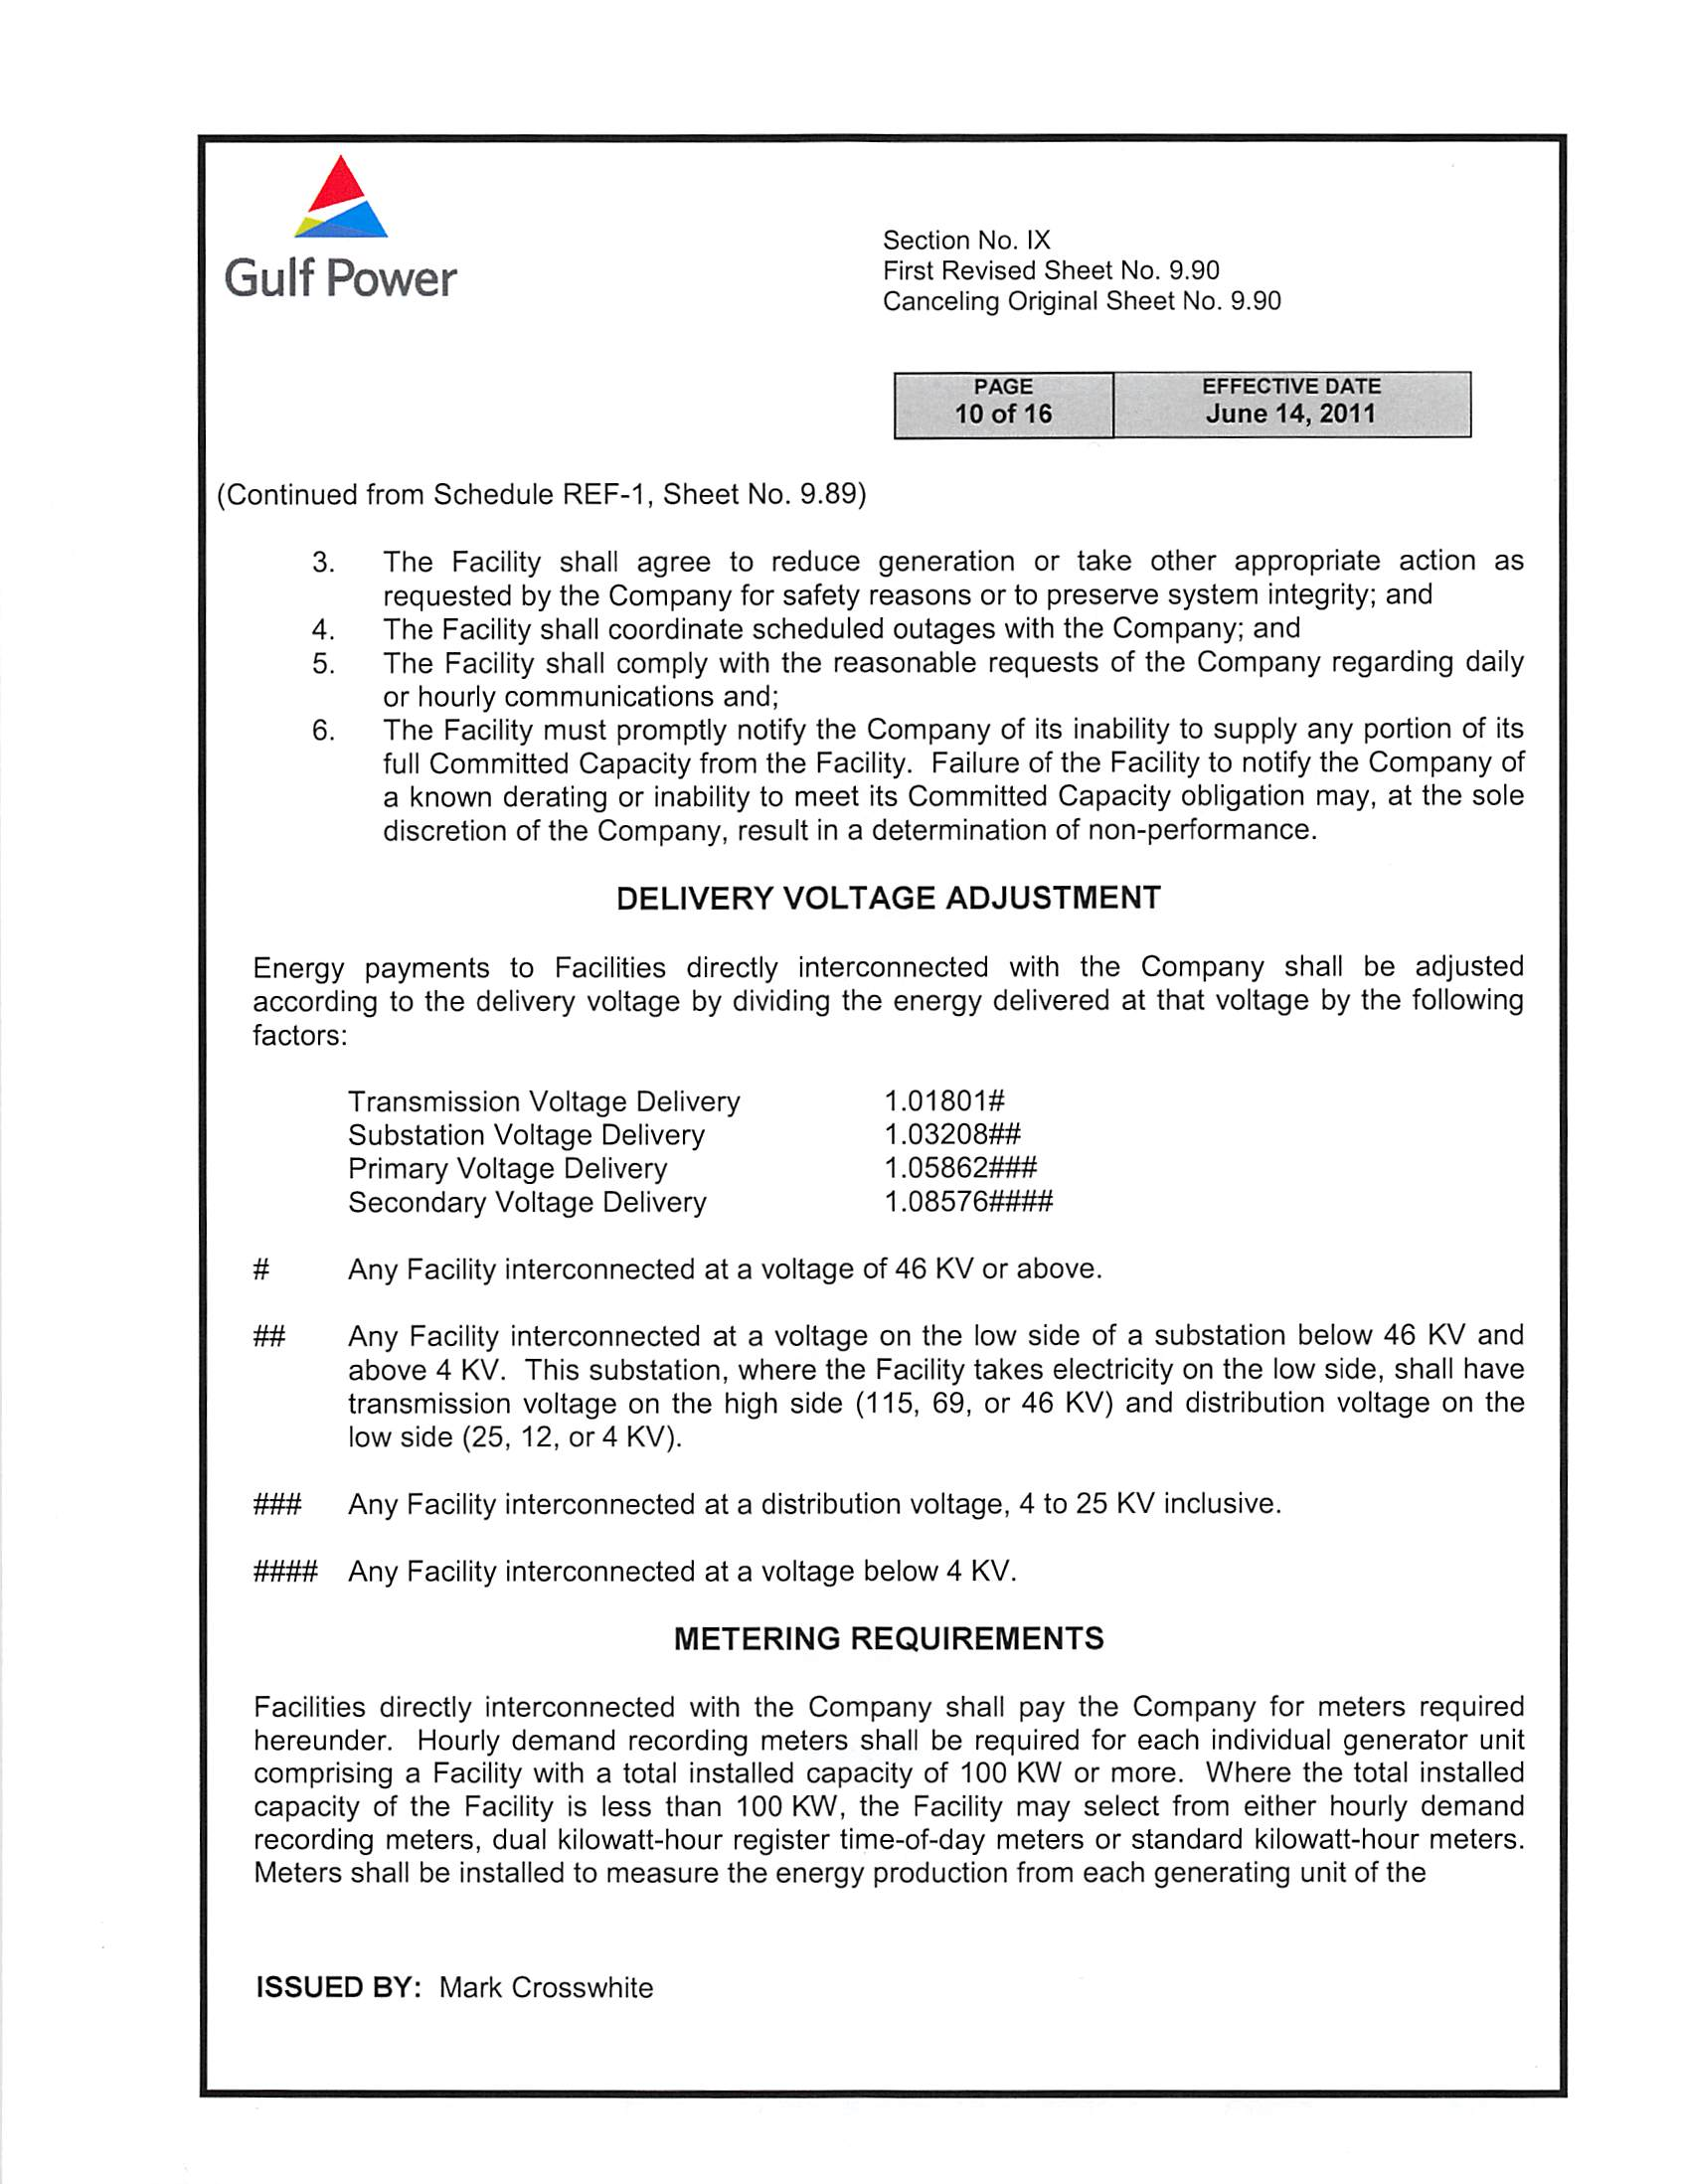 Gulf Power
Section No. IX
First Revised Sheet No. 9.90
Canceling Original Sheet No. 9.90
PAGE
10 of 16
EFFECTIVE DATE
June 14, 2011
(Continued from Schedule REF-1, Sheet No. 9.89)
3. The Facility shall agree to reduce generation or take other appropriate action as
requested by the Company for safety reasons or to preserve system integrity; and
4. The Facility shall coordinate scheduled outages with the Company; and
5. The Facility shall comply with the reasonable requests of the Company regarding daily
or hourly communications and;
6. The Facility must promptly notify the Company of its inability to supply any portion of its
full Committed Capacity from the Facility. Failure of the Facility to notify the Company of
a known derating or inability to meet its Committed Capacity obligation may, at the sole
discretion of the Company, result in a determination of non-performance.
DELIVERY VOLTAGE ADJUSTMENT
Energy payments to Facilities directly interconnected with the Company shall be adjusted
according to the delivery voltage by dividing the energy delivered at that voltage by the following
factors:
Transmission Voltage Delivery 1.01801#
Substation Voltage Delivery 1.03208##
Primary Voltage Delivery 1.05862###
Secondary Voltage Delivery 1.08576####
# Any Facility interconnected at a voltage of 46 KV or above.
## Any Facility interconnected at a voltage on the low side of a substation below 46 KV and
above 4 KV. This substation, where the Facility takes electricity on the low side, shall have
transmission voltage on the high side (115, 69, or 46 KV) and distribution voltage on the
low side (25, 12, or 4 KV).
### Any Facility interconnected at a distribution voltage, 4 to 25 KV inclusive.
#### Any Facility interconnected at a voltage below 4 KV.
METERING REQUIREMENTS
Facilities directly interconnected with the Company shall pay the Company for meters required
hereunder. Hourly demand recording meters shall be required for each individual generator unit
comprising a Facility with a total installed capacity of 100 KW or more. Where the total installed
capacity of the Facility is less than 100 KW, the Facility may select from either hourly demand
recording meters, dual kilowatt-hour register time-of-day meters or standard kilowatt-hour meters.
Meters shall be installed to measure the energy production from each generating unit of the
ISSUED BY: Mark Crosswhite